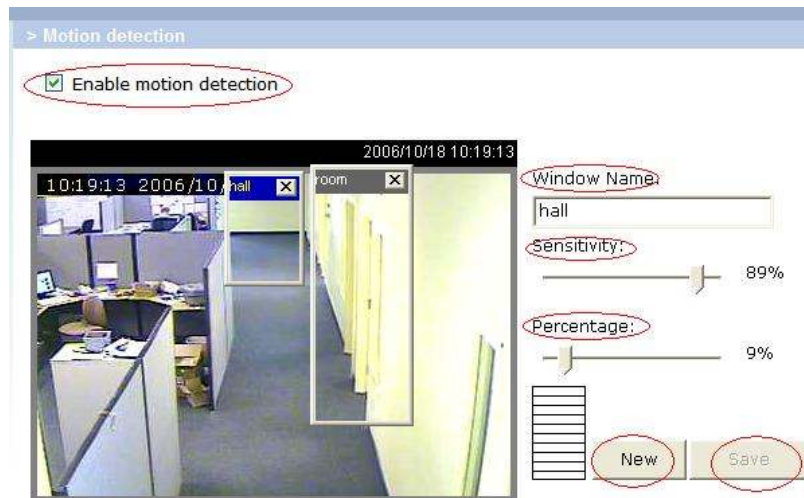 > Motion detection
Enable motion detection
2006/10/18 10:19:13
10:19:13 2006/10/
hall
room
Window Name:
hall
Sensitivity:
89%
Percentage:
9%
New
Save